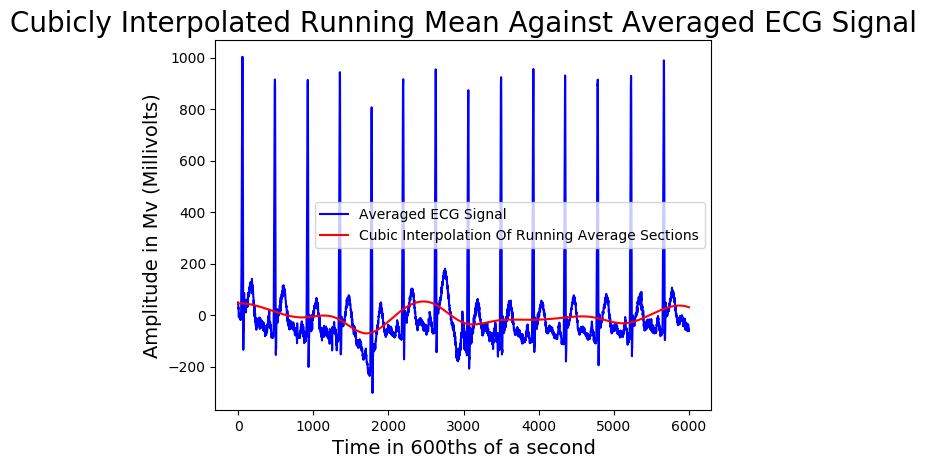 Cubicly Interpolated Running Mean Against Averaged ECG Signal
Amplitude in Mv (Millivolts)
1000
800
600
400
200
0
−200
Averaged ECG Signal
Cubic Interpolation Of Running Average Sections
0 1000 2000 3000 4000 5000 6000
Time in 600ths of a second